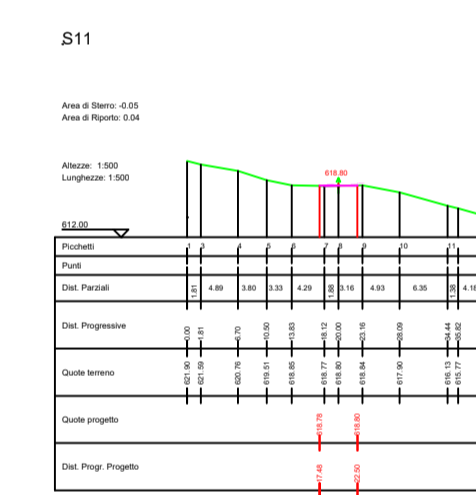 S11
Area di Sterro: -0.05
Area di Riporto: 0.04
Altezze: 1:500
Lunghezze: 1:500
618.80
612.00
Picchetti 1 3 4 5 6 7 8 9 10 11
Punti
Dist. Parziali 1.81 4.89 3.80 3.33 4.29 1.88 3.16 4.93 6.35 1.38 4.18
Dist. Progressive 0.00 1.81 6.70 10.50 13.83 18.12 20.00 23.16 28.09 34.44 35.82
Quote terreno 621.90 621.59 620.76 619.51 618.85 618.77 618.80 618.84 617.90 616.13 615.77
Quote progetto 618.78 618.80
Dist. Progr. Progetto 17.48 22.50